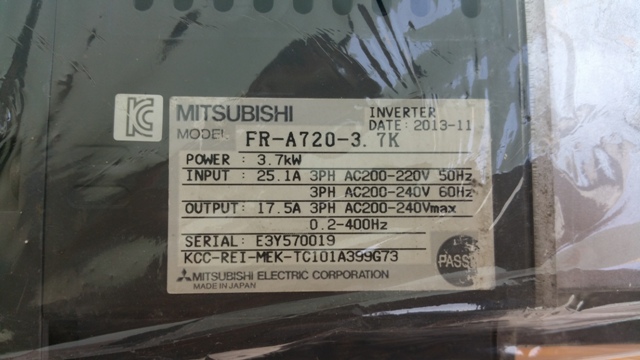 MITSUBISHI INVERTER
MODEL FR-A720-3.7K DATE: 2013-11
POWER : 3.7kW
INPUT : 25.1A 3PH AC200-220V 50Hz
3PH AC200-240V 60Hz
OUTPUT: 17.5A 3PH AC200-240Vmax
0.2-400Hz
SERIAL: E3Y570019
KCC-REI-MEK-TC101A399G73
PASS
MITSUBISHI ELECTRIC CORPORATION
MADE IN JAPAN